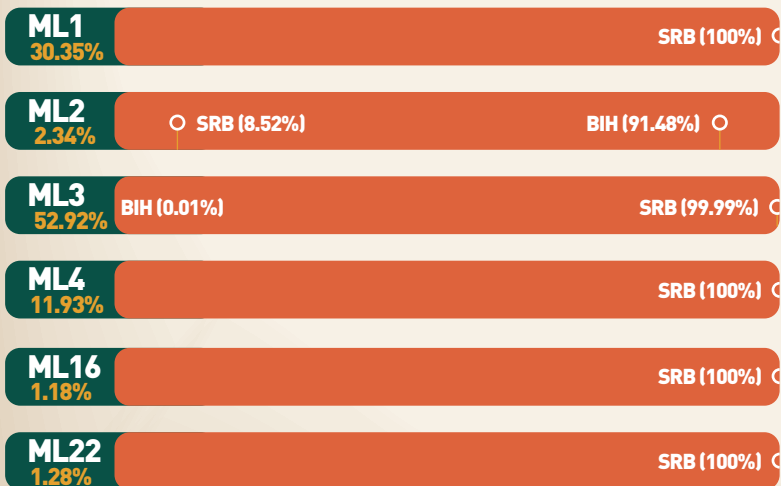 ML1
30.35%
SRB (100%)
ML2
2.34%
SRB (8.52%)
BIH (91.48%)
ML3
52.92%
BIH (0.01%)
SRB (99.99%)
ML4
11.93%
SRB (100%)
ML16
1.18%
SRB (100%)
ML22
1.28%
SRB (100%)